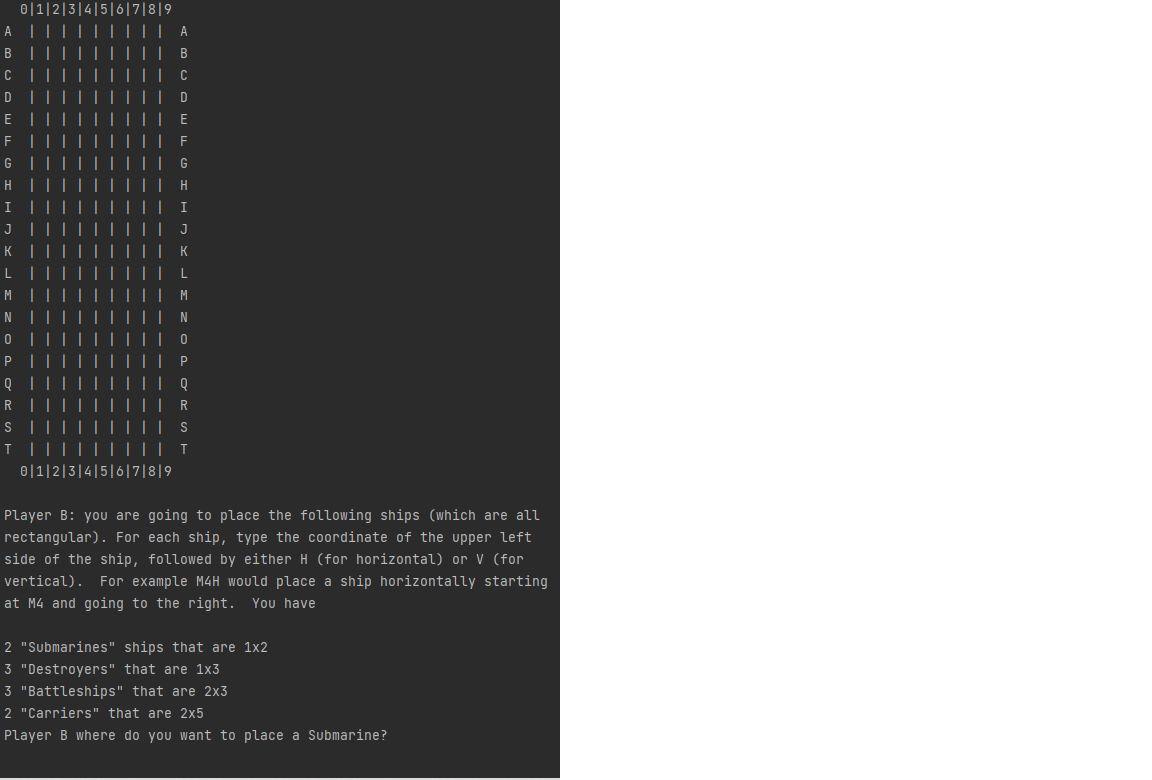 0|1|2|3|4|5|6|7|8|9
A  | | | | | | | | |  A
B  | | | | | | | | |  B
C  | | | | | | | | |  C
D  | | | | | | | | |  D
E  | | | | | | | | |  E
F  | | | | | | | | |  F
G  | | | | | | | | |  G
H  | | | | | | | | |  H
I  | | | | | | | | |  I
J  | | | | | | | | |  J
K  | | | | | | | | |  K
L  | | | | | | | | |  L
M  | | | | | | | | |  M
N  | | | | | | | | |  N
O  | | | | | | | | |  O
P  | | | | | | | | |  P
Q  | | | | | | | | |  Q
R  | | | | | | | | |  R
S  | | | | | | | | |  S
T  | | | | | | | | |  T
  0|1|2|3|4|5|6|7|8|9

Player B: you are going to place the following ships (which are all
rectangular). For each ship, type the coordinate of the upper left
side of the ship, followed by either H (for horizontal) or V (for
vertical).  For example M4H would place a ship horizontally starting
at M4 and going to the right.  You have

2 "Submarines" ships that are 1x2
3 "Destroyers" that are 1x3
3 "Battleships" that are 2x3
2 "Carriers" that are 2x5
Player B where do you want to place a Submarine?